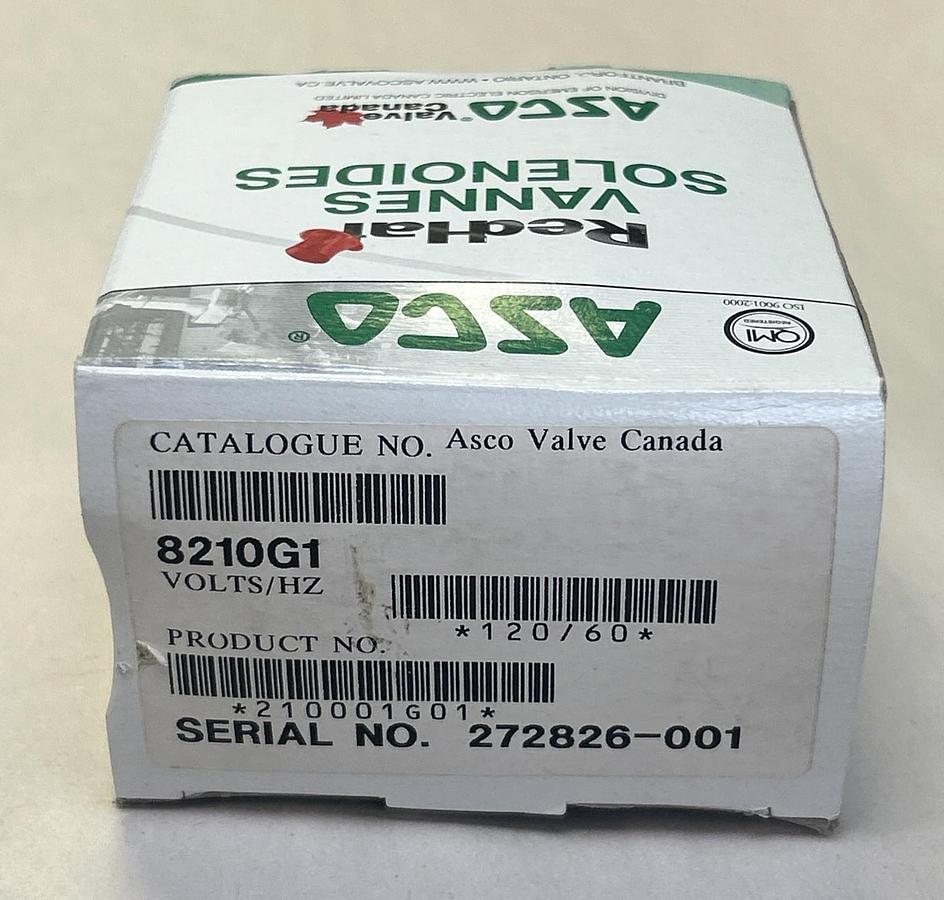 BRANTFORD, ONTARIO • WWW.ASCOVALVE.CA
DIVISION OF EMERSON ELECTRIC CANADA LIMITED
ASCO® Valve Canada
SOLENOIDES
VANNES
RedHat
ASCO®
ISO 9001:2000
QMI
REGISTERED
CATALOGUE NO. Asco Valve Canada
8210G1
VOLTS/HZ
*120/60*
PRODUCT NO.
*210001G01*
SERIAL NO. 272826-001